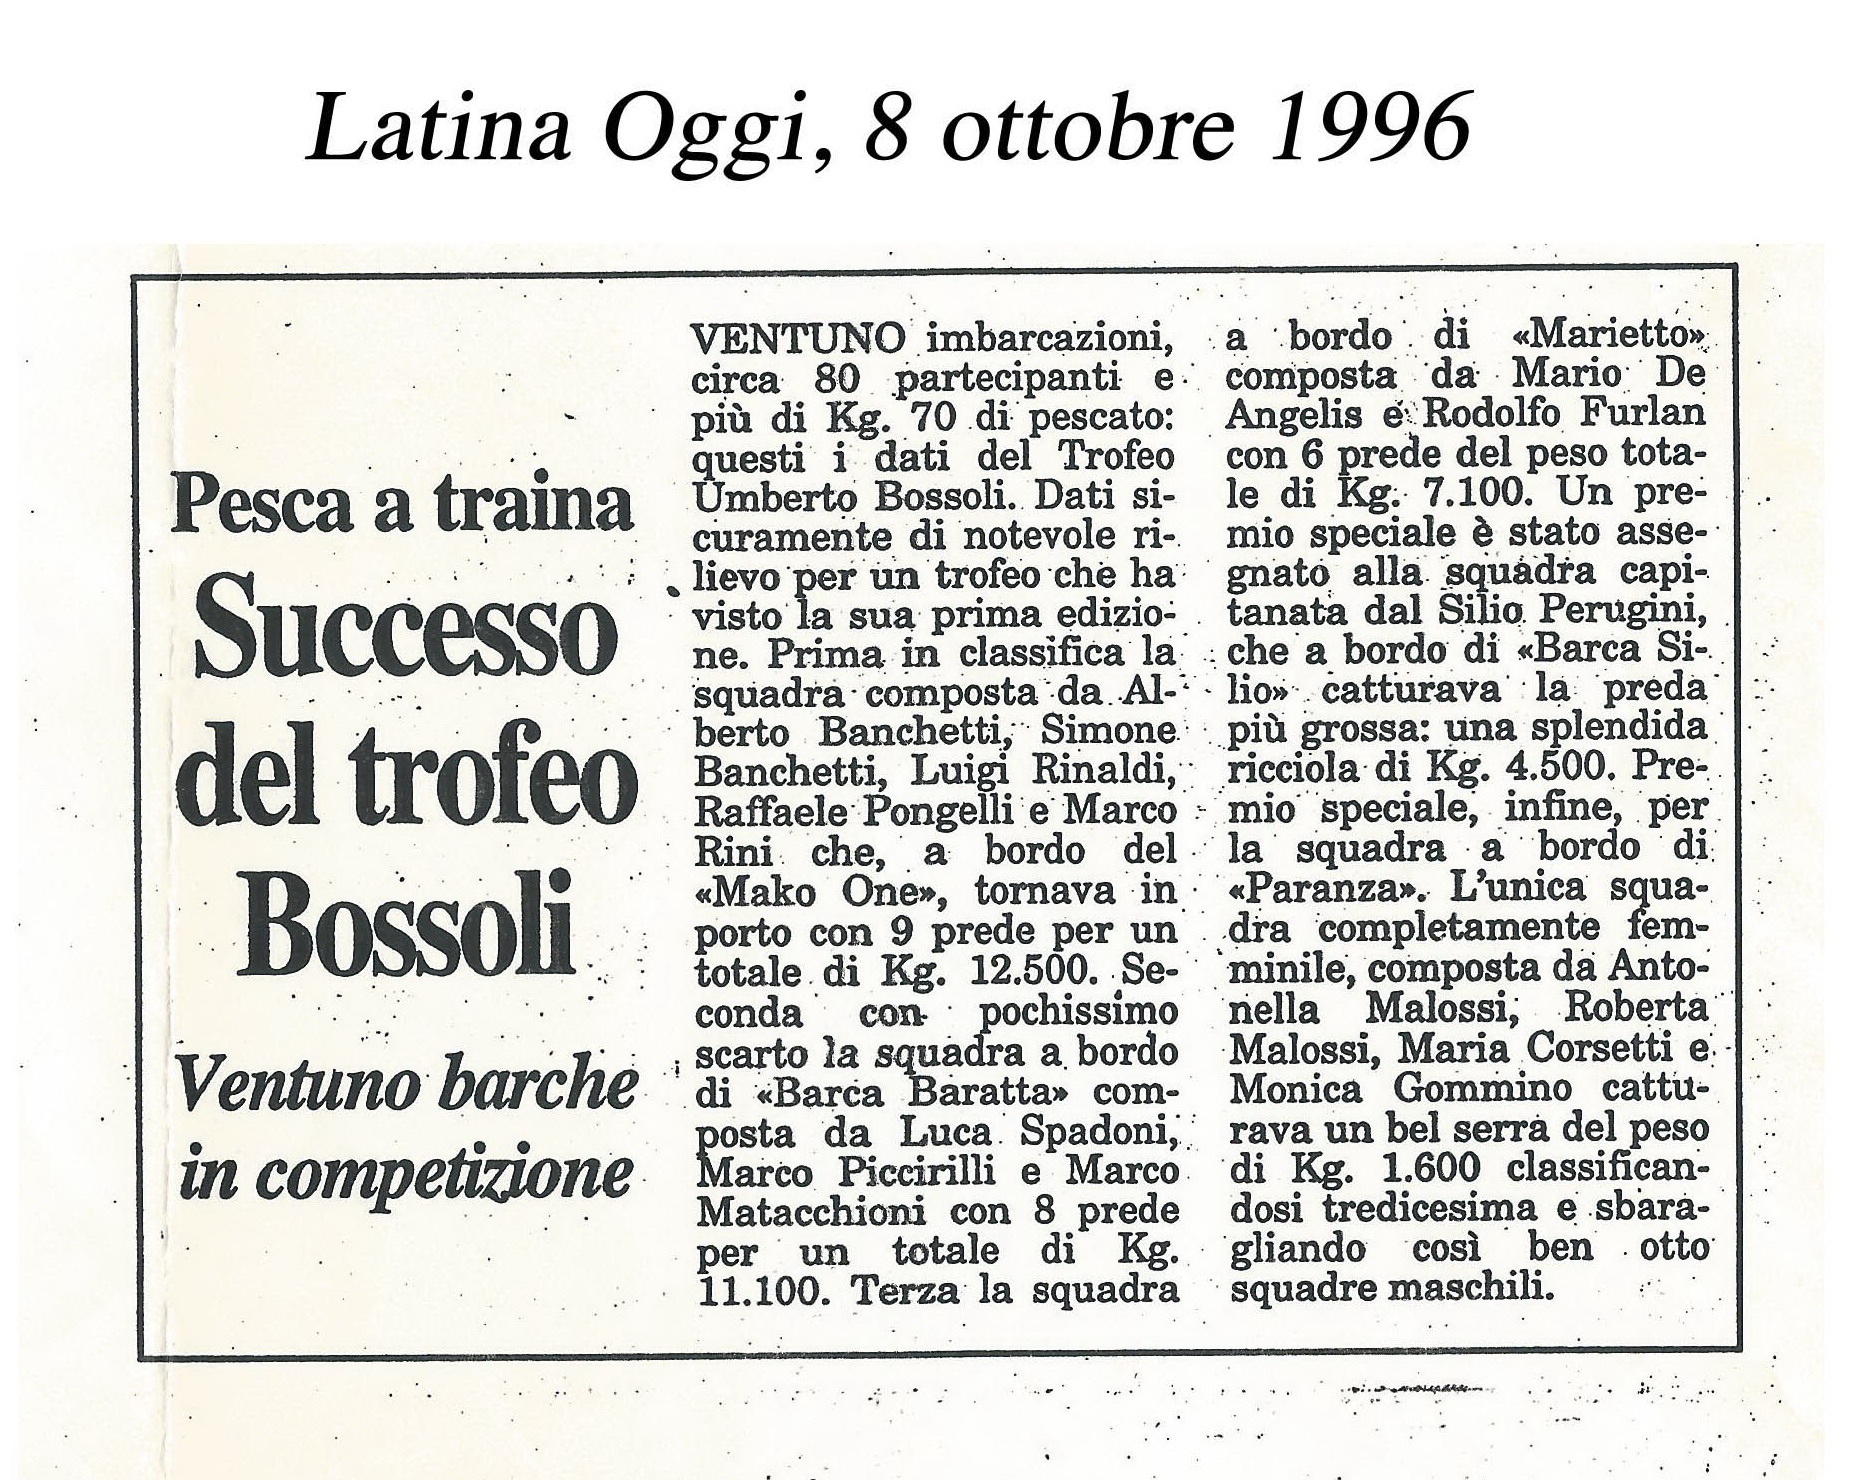 Latina Oggi, 8 ottobre 1996
Pesca a traina
Successo
del trofeo
Bossoli
Ventuno barche
in competizione
VENTUNO imbarcazioni,
circa 80 partecipanti e
più di Kg. 70 di pescato:
questi i dati del Trofeo
Umberto Bossoli. Dati si-
curamente di notevole ri-
lievo per un trofeo che ha
visto la sua prima edizio-
ne. Prima in classifica la
squadra composta da Al-
berto Banchetti, Simone
Banchetti, Luigi Rinaldi,
Raffaele Pongelli e Marco
Rini che, a bordo del
«Mako One», tornava in
porto con 9 prede per un
totale di Kg. 12.500. Se-
conda con pochissimo
scarto la squadra a bordo
di «Barca Baratta» com-
posta da Luca Spadoni,
Marco Piccirilli e Marco
Matacchioni con 8 prede
per un totale di Kg.
11.100. Terza la squadra
a bordo di «Marietto»
composta da Mario De
Angelis e Rodolfo Furlan
con 6 prede del peso tota-
le di Kg. 7.100. Un pre-
mio speciale è stato asse-
gnato alla squadra capi-
tanata dal Silio Perugini,
che a bordo di «Barca Si-
lio» catturava la preda
più grossa: una splendida
ricciola di Kg. 4.500. Pre-
mio speciale, infine, per
la squadra a bordo di
«Paranza». L'unica squa-
dra completamente fem-
minile, composta da Anto-
nella Malossi, Roberta
Malossi, Maria Corsetti e
Monica Gommino cattu-
rava un bel serra del peso
di Kg. 1.600 classifican-
dosi tredicesima e sbara-
gliando così ben otto
squadre maschili.